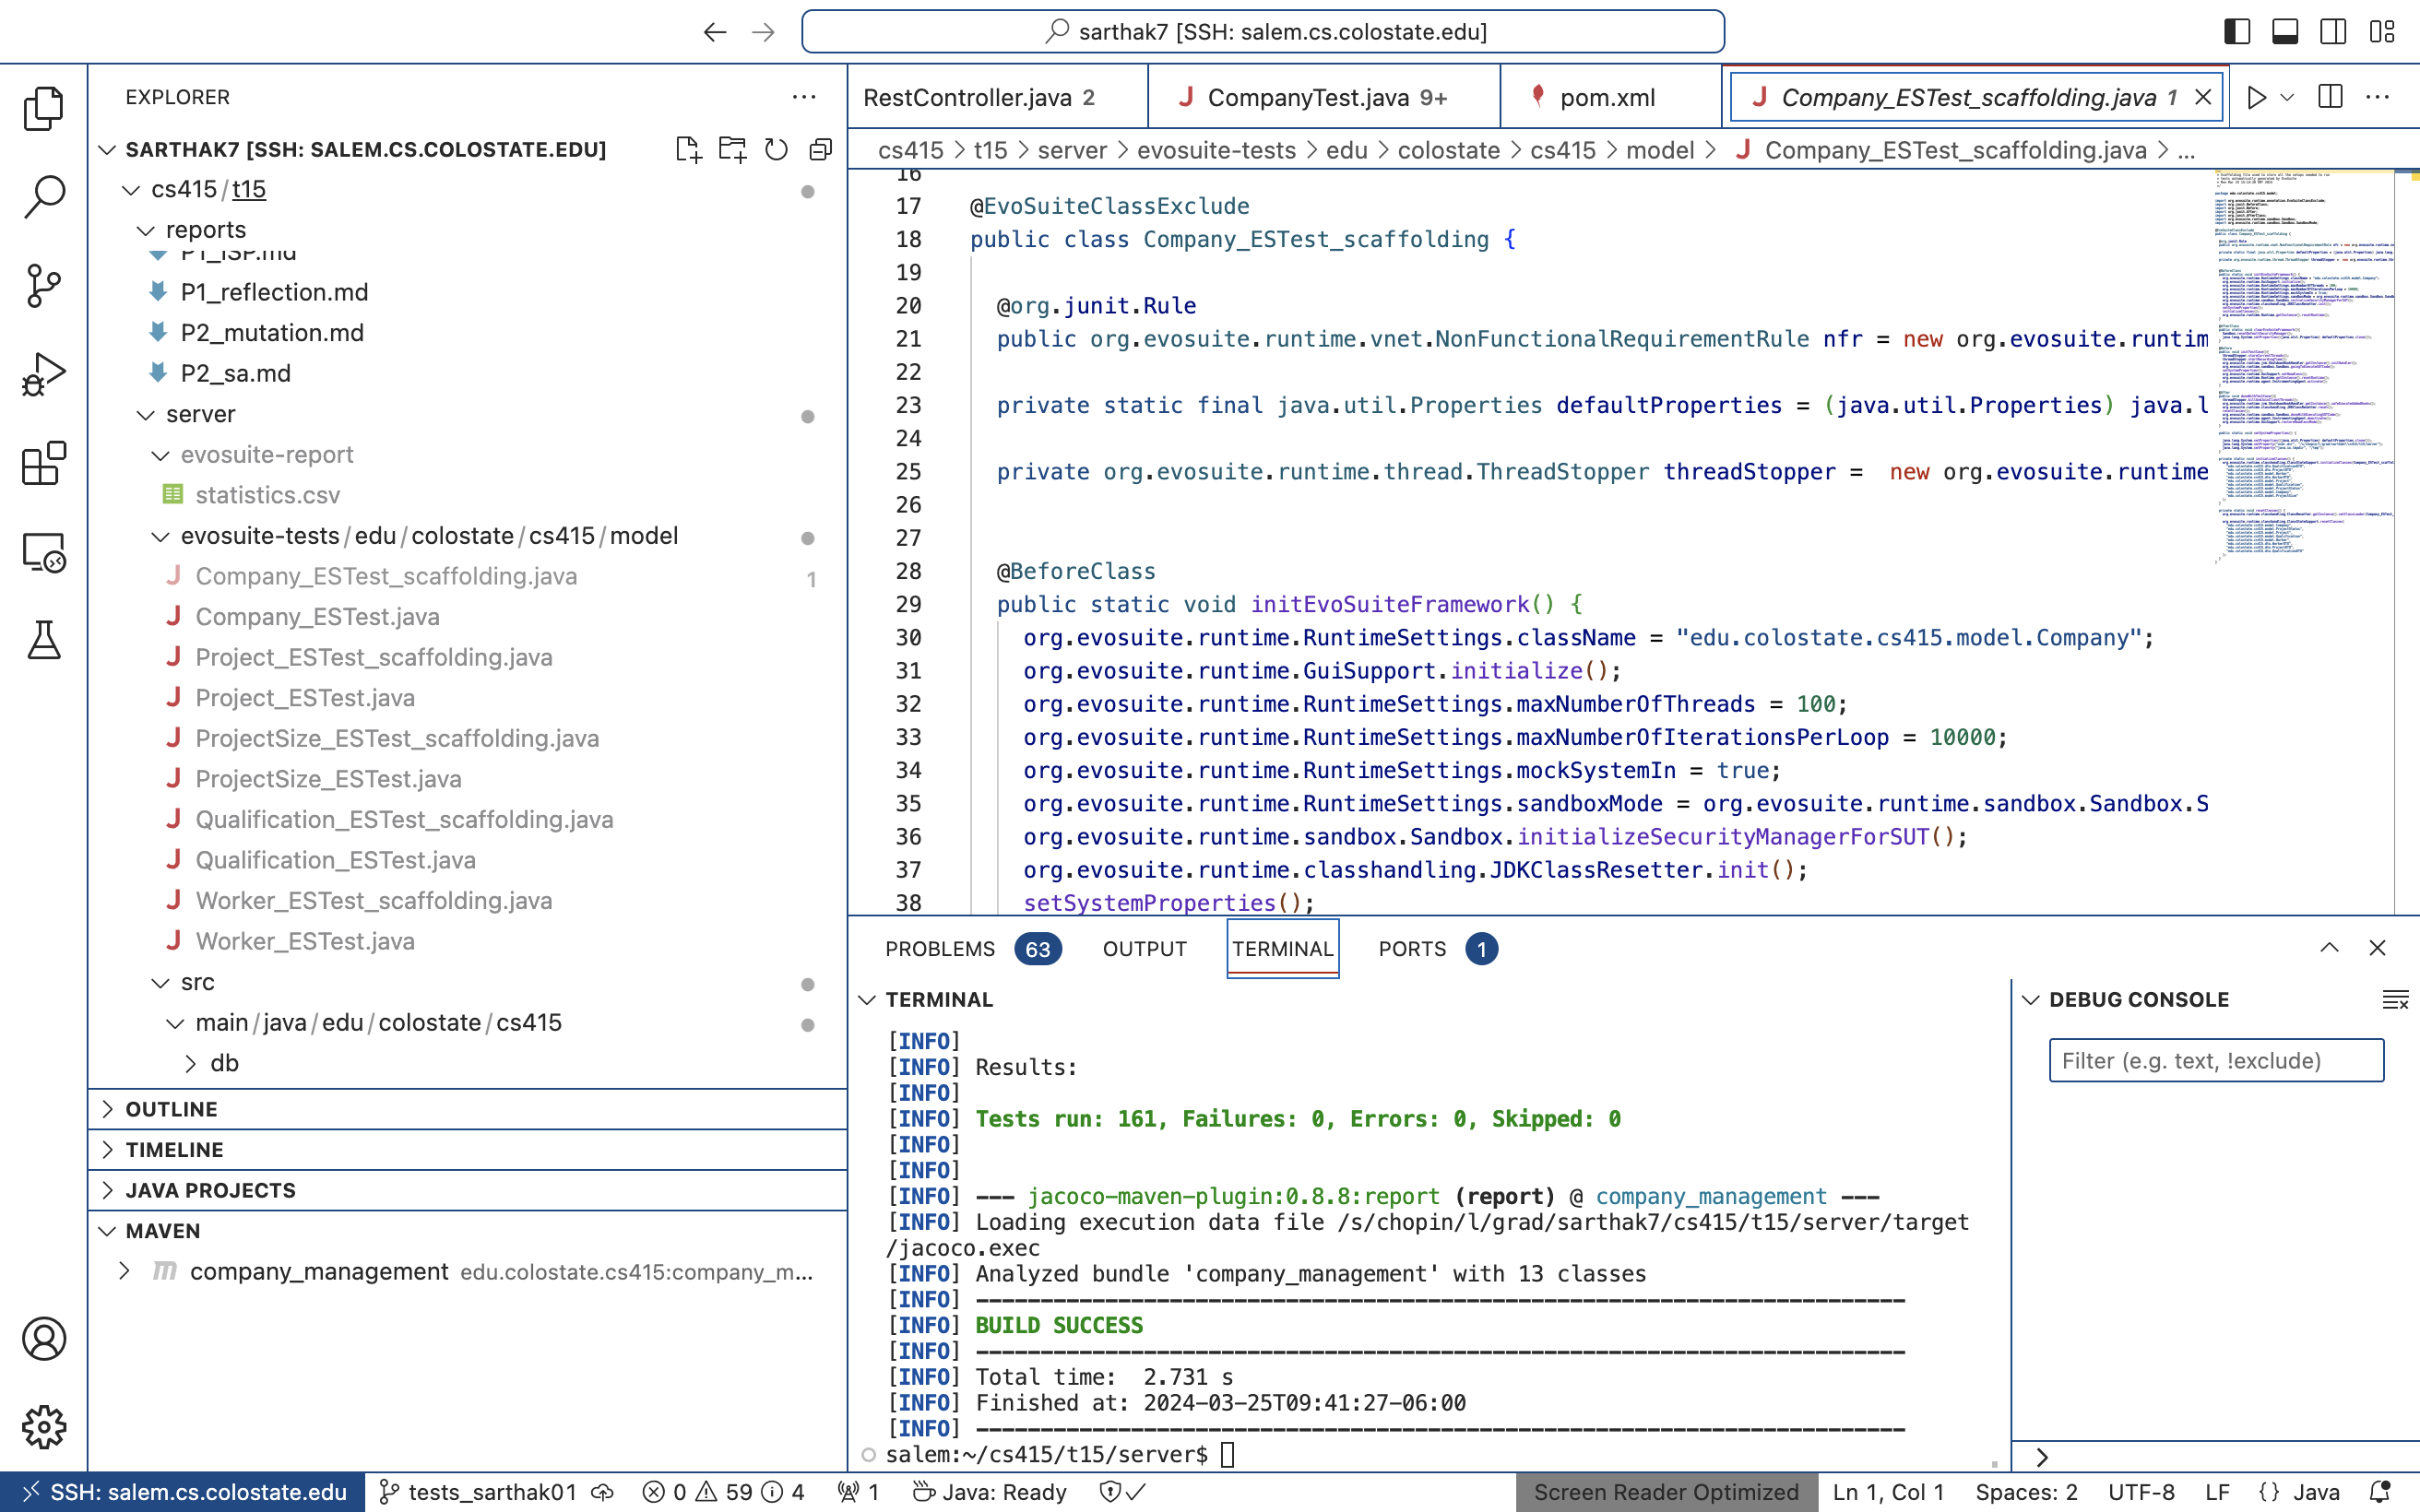 sarthak7 [SSH: salem.cs.colostate.edu]
EXPLORER
SARTHAK7 [SSH: SALEM.CS.COLOSTATE.EDU]
cs415/t15
reports
P1_ISP.md
P1_reflection.md
P2_mutation.md
P2_sa.md
server
evosuite-report
statistics.csv
evosuite-tests/edu/colostate/cs415/model
Company_ESTest_scaffolding.java 1
Company_ESTest.java
Project_ESTest_scaffolding.java
Project_ESTest.java
ProjectSize_ESTest_scaffolding.java
ProjectSize_ESTest.java
Qualification_ESTest_scaffolding.java
Qualification_ESTest.java
Worker_ESTest_scaffolding.java
Worker_ESTest.java
src
main/java/edu/colostate/cs415
db
OUTLINE
TIMELINE
JAVA PROJECTS
MAVEN
company_management edu.colostate.cs415:company_m...
RestController.java 2
CompanyTest.java 9+
pom.xml
Company_ESTest_scaffolding.java 1
cs415 > t15 > server > evosuite-tests > edu > colostate > cs415 > model > Company_ESTest_scaffolding.java > ...
16
17 @EvoSuiteClassExclude
18 public class Company_ESTest_scaffolding {
19
20 @org.junit.Rule
21 public org.evosuite.runtime.vnet.NonFunctionalRequirementRule nfr = new org.evosuite.runtim
22
23 private static final java.util.Properties defaultProperties = (java.util.Properties) java.l
24
25 private org.evosuite.runtime.thread.ThreadStopper threadStopper =  new org.evosuite.runtime
26
27
28 @BeforeClass
29 public static void initEvoSuiteFramework() {
30 org.evosuite.runtime.RuntimeSettings.className = "edu.colostate.cs415.model.Company";
31 org.evosuite.runtime.GuiSupport.initialize();
32 org.evosuite.runtime.RuntimeSettings.maxNumberOfThreads = 100;
33 org.evosuite.runtime.RuntimeSettings.maxNumberOfIterationsPerLoop = 10000;
34 org.evosuite.runtime.RuntimeSettings.mockSystemIn = true;
35 org.evosuite.runtime.RuntimeSettings.sandboxMode = org.evosuite.runtime.sandbox.Sandbox.S
36 org.evosuite.runtime.sandbox.Sandbox.initializeSecurityManagerForSUT();
37 org.evosuite.runtime.classhandling.JDKClassResetter.init();
38 setSystemProperties();
PROBLEMS 63 OUTPUT TERMINAL PORTS 1
TERMINAL
[INFO]
[INFO] Results:
[INFO]
[INFO] Tests run: 161, Failures: 0, Errors: 0, Skipped: 0
[INFO]
[INFO]
[INFO] --- jacoco-maven-plugin:0.8.8:report (report) @ company_management ---
[INFO] Loading execution data file /s/chopin/l/grad/sarthak7/cs415/t15/server/target
/jacoco.exec
[INFO] Analyzed bundle 'company_management' with 13 classes
[INFO] ------------------------------------------------------------------------
[INFO] BUILD SUCCESS
[INFO] ------------------------------------------------------------------------
[INFO] Total time:  2.731 s
[INFO] Finished at: 2024-03-25T09:41:27-06:00
[INFO] ------------------------------------------------------------------------
salem:~/cs415/t15/server$
DEBUG CONSOLE
Filter (e.g. text, !exclude)
SSH: salem.cs.colostate.edu tests_sarthak01 0 59 4 1 Java: Ready Screen Reader Optimized Ln 1, Col 1 Spaces: 2 UTF-8 LF {} Java